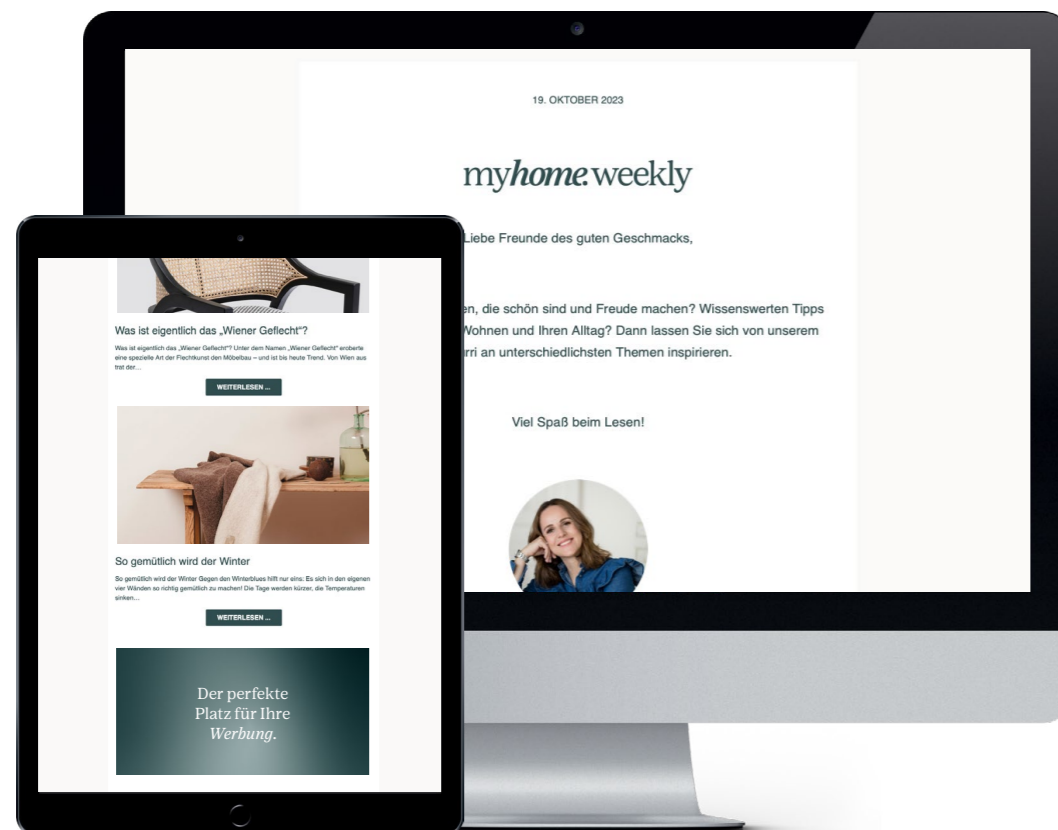 19. OKTOBER 2023
myhome.weekly
Liebe Freunde des guten Geschmacks,
die schön sind und Freude machen? Wissenswerten Tipps
Wohnen und Ihren Alltag? Dann lassen Sie sich von unserem
an unterschiedlichsten Themen inspirieren.
Viel Spaß beim Lesen!
Was ist eigentlich das „Wiener Geflecht“?
Was ist eigentlich das „Wiener Geflecht“? Unter dem Namen „Wiener Geflecht“ eroberte
eine spezielle Art der Flechtkunst den Möbelbau – und ist bis heute Trend. Von Wien aus
trat der...
WEITERLESEN ...
So gemütlich wird der Winter
So gemütlich wird der Winter Gegen den Winterblues hilft nur eins: Es sich in den eigenen
vier Wänden so richtig gemütlich zu machen! Die Tage werden kürzer, die Temperaturen
sinken...
WEITERLESEN ...
Der perfekte
Platz für Ihre
Werbung.